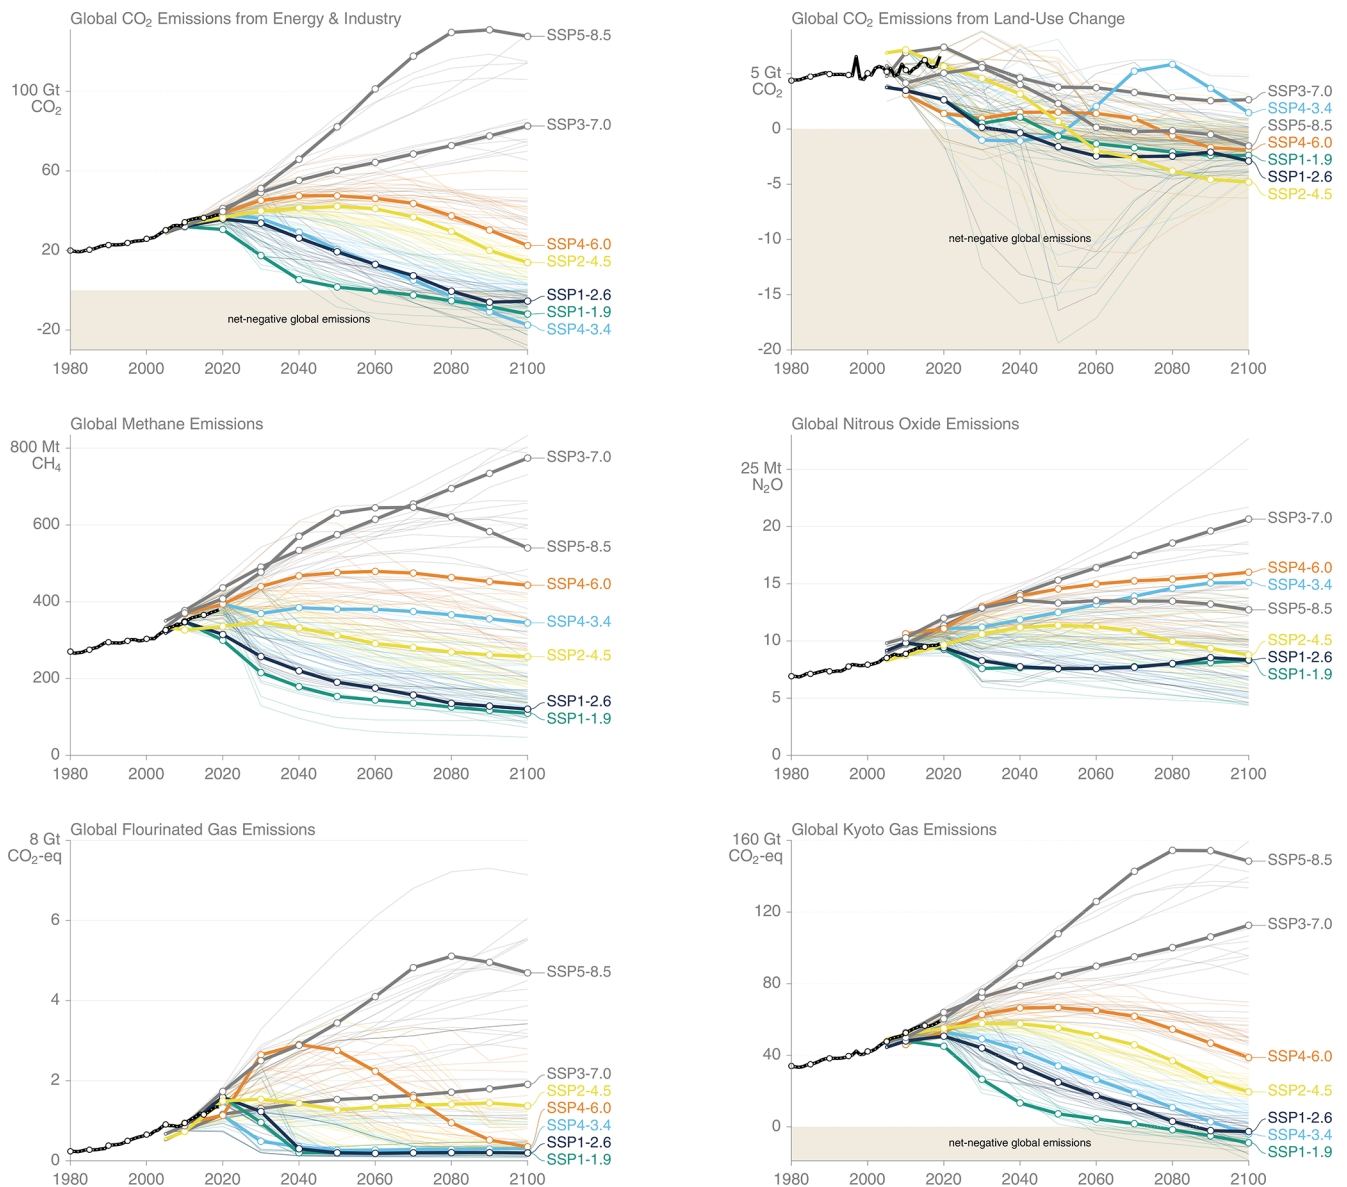 Global CO₂ Emissions from Energy & Industry
100 Gt
CO₂
60
20
-20
1980 2000 2020 2040 2060 2080 2100
net-negative global emissions
SSP5-8.5
SSP3-7.0
SSP4-6.0
SSP2-4.5
SSP1-2.6
SSP1-1.9
SSP4-3.4
Global CO₂ Emissions from Land-Use Change
5 Gt
CO₂
0
-5
-10
-15
-20
1980 2000 2020 2040 2060 2080 2100
net-negative global emissions
SSP3-7.0
SSP4-3.4
SSP5-8.5
SSP4-6.0
SSP1-1.9
SSP1-2.6
SSP2-4.5
Global Methane Emissions
800 Mt
CH₄
600
400
200
0
1980 2000 2020 2040 2060 2080 2100
SSP3-7.0
SSP5-8.5
SSP4-6.0
SSP4-3.4
SSP2-4.5
SSP1-2.6
SSP1-1.9
Global Nitrous Oxide Emissions
25 Mt
N₂O
20
15
10
5
0
1980 2000 2020 2040 2060 2080 2100
SSP3-7.0
SSP4-6.0
SSP4-3.4
SSP5-8.5
SSP2-4.5
SSP1-2.6
SSP1-1.9
Global Flourinated Gas Emissions
8 Gt
CO₂-eq
6
4
2
0
1980 2000 2020 2040 2060 2080 2100
SSP5-8.5
SSP3-7.0
SSP2-4.5
SSP4-6.0
SSP4-3.4
SSP1-2.6
SSP1-1.9
Global Kyoto Gas Emissions
160 Gt
CO₂-eq
120
80
40
0
1980 2000 2020 2040 2060 2080 2100
net-negative global emissions
SSP5-8.5
SSP3-7.0
SSP4-6.0
SSP2-4.5
SSP1-2.6
SSP4-3.4
SSP1-1.9